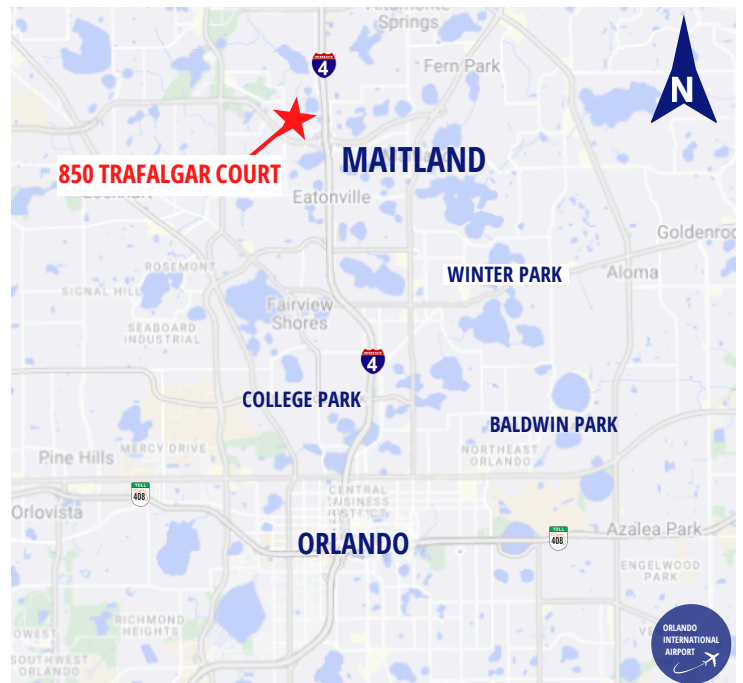 Altamonte
Springs
4
Fern Park
N
850 TRAFALGAR COURT
MAITLAND
Lockhart
Eatonville
Goldenrod
ROSEMONT
WINTER PARK
Aloma
SIGNAL HILL
Fairview
Shores
SEABOARD
INDUSTRIAL
INTERSTATE
4
COLLEGE PARK
BALDWIN PARK
MERCY DRIVE
NORTHEAST
ORLANDO
Pine Hills
TOLL
408
CENTRAL
BUSINESS
DISTRICT
Orlovista
TOLL
408
Azalea Park
ORLANDO
ENGELWOOD
PARK
RICHMOND
HEIGHTS
ORLANDO
INTERNATIONAL
AIRPORT
SOUTHWEST
ORLANDO